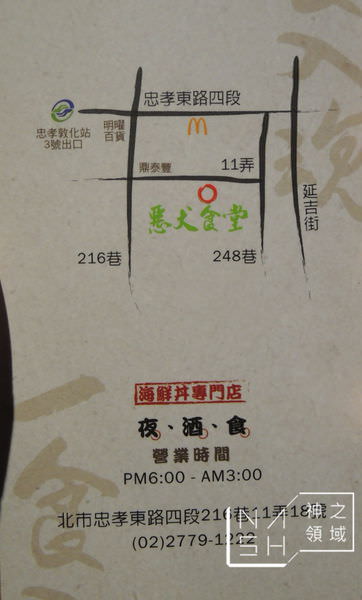 忠孝東路四段
忠孝敦化站
3號出口
明曜
百貨
鼎泰豐
11弄
延吉街
惡犬食堂
216巷
248巷
海鮮丼專門店
夜、酒、食
營業時間
PM6:00 - AM3:00
北市忠孝東路四段216巷11弄18號
(02)2779-1222
神之
領域